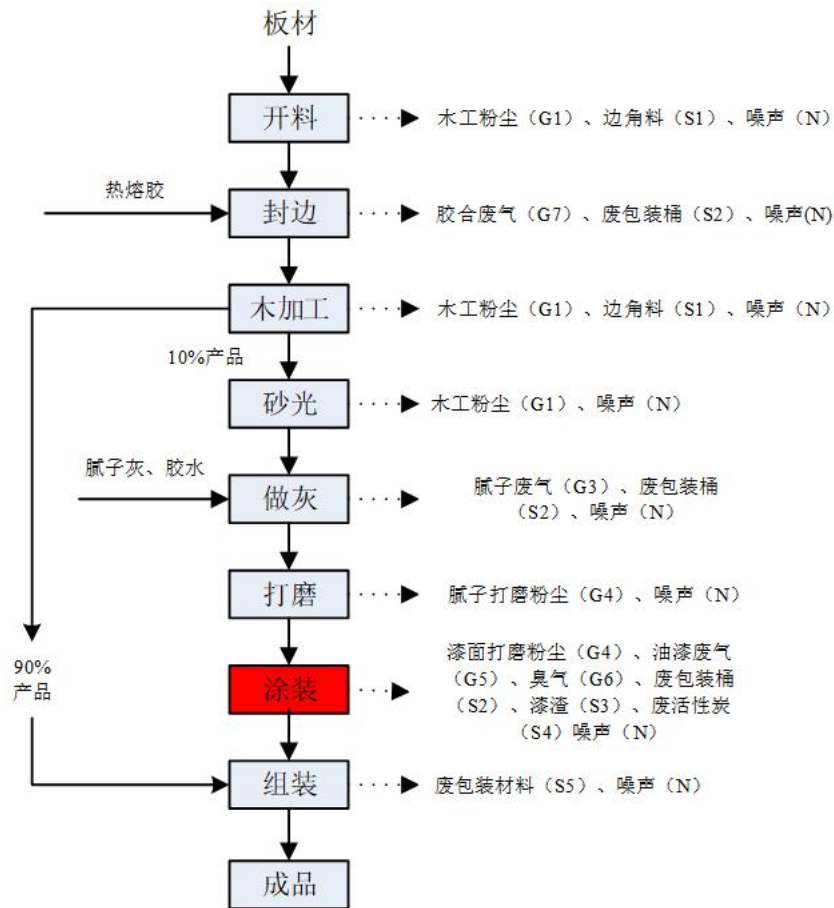 板材
开料
木工粉尘（G1）、边角料（S1）、噪声（N）
热熔胶
封边
胶合废气（G7）、废包装桶（S2）、噪声(N)
木加工
木工粉尘（G1）、边角料（S1）、噪声（N）
10%产品
砂光
木工粉尘（G1）、噪声（N）
腻子灰、胶水
做灰
腻子废气（G3）、废包装桶
（S2）、噪声（N）
打磨
腻子打磨粉尘（G4）、噪声（N）
90%
产品
涂装
漆面打磨粉尘（G4）、油漆废气
（G5）、臭气（G6）、废包装桶
（S2）、漆渣（S3）、废活性炭
（S4）噪声（N）
组装
废包装材料（S5）、噪声（N）
成品